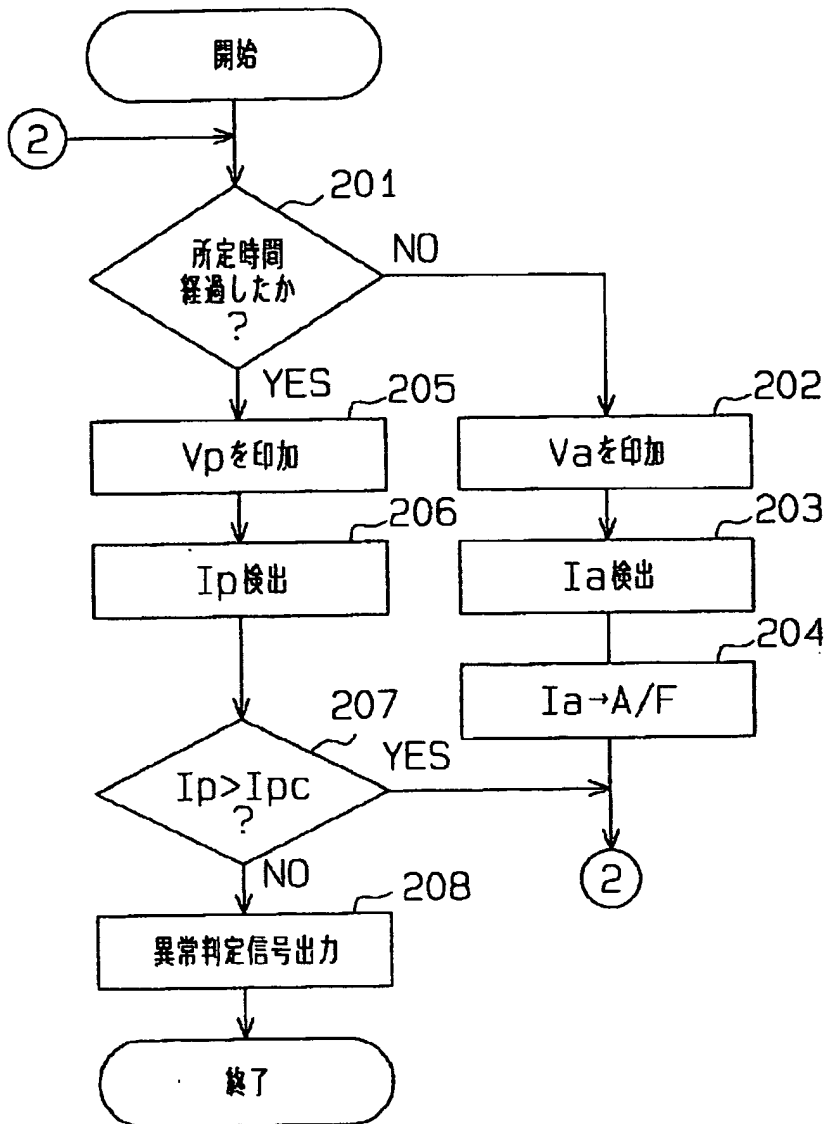 開始
2
201
所定時間
経過したか
?
NO
YES
205
Vpを印加
202
Vaを印加
206
Ip検出
203
Ia検出
204
Ia→A/F
207
Ip>Ipc
?
YES
2
NO
208
異常判定信号出力
終了